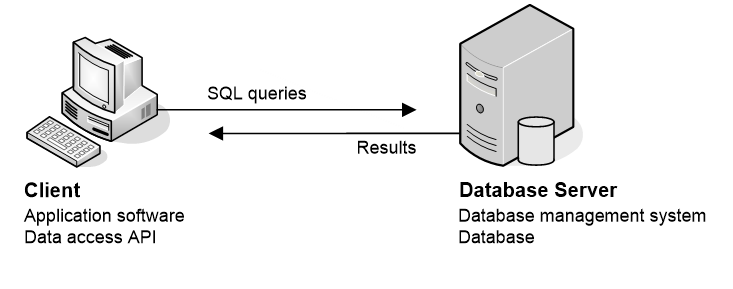 SQL queries
Results
Client
Application software
Data access API
Database Server
Database management system
Database